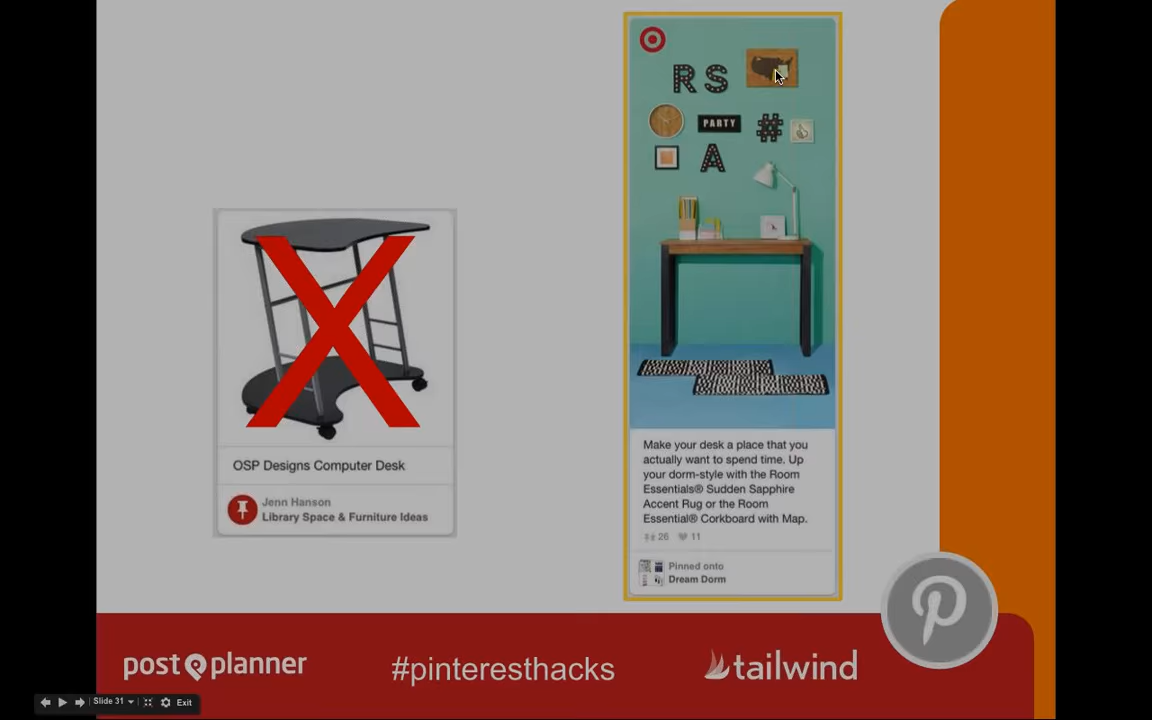 R S
PARTY #
A
OSP Designs Computer Desk
Jenn Hanson
Library Space & Furniture Ideas
Make your desk a place that you
actually want to spend time. Up
your dorm-style with the Room
Essentials® Sudden Sapphire
Accent Rug or the Room
Essential® Corkboard with Map.
26 11
Pinned onto
Dream Dorm
post planner
#pinteresthacks
tailwind
Slide 31
Exit